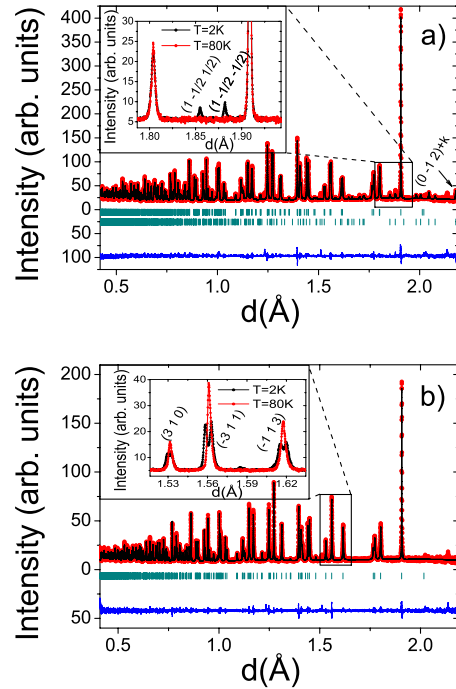 a)
Intensity (arb. units)
400
350
300
250
200
150
100
50
0
50
100
0.5
1.0
1.5
2.0
d(Å)
(0 -1 2)+k
Intensity (arb. units)
30
25
20
15
10
5
1.80
1.85
1.90
d(Å)
T=2K
T=80K
(1 -1/2 1/2)
(1 -1/2 -1/2)
b)
Intensity (arb. units)
200
150
100
50
0
50
0.5
1.0
1.5
2.0
d(Å)
Intensity (arb. units)
40
30
20
10
1.53
1.56
1.59
1.62
d(Å)
T=2K
T=80K
(3 1 0)
(-3 1 1)
(-1 1 3)